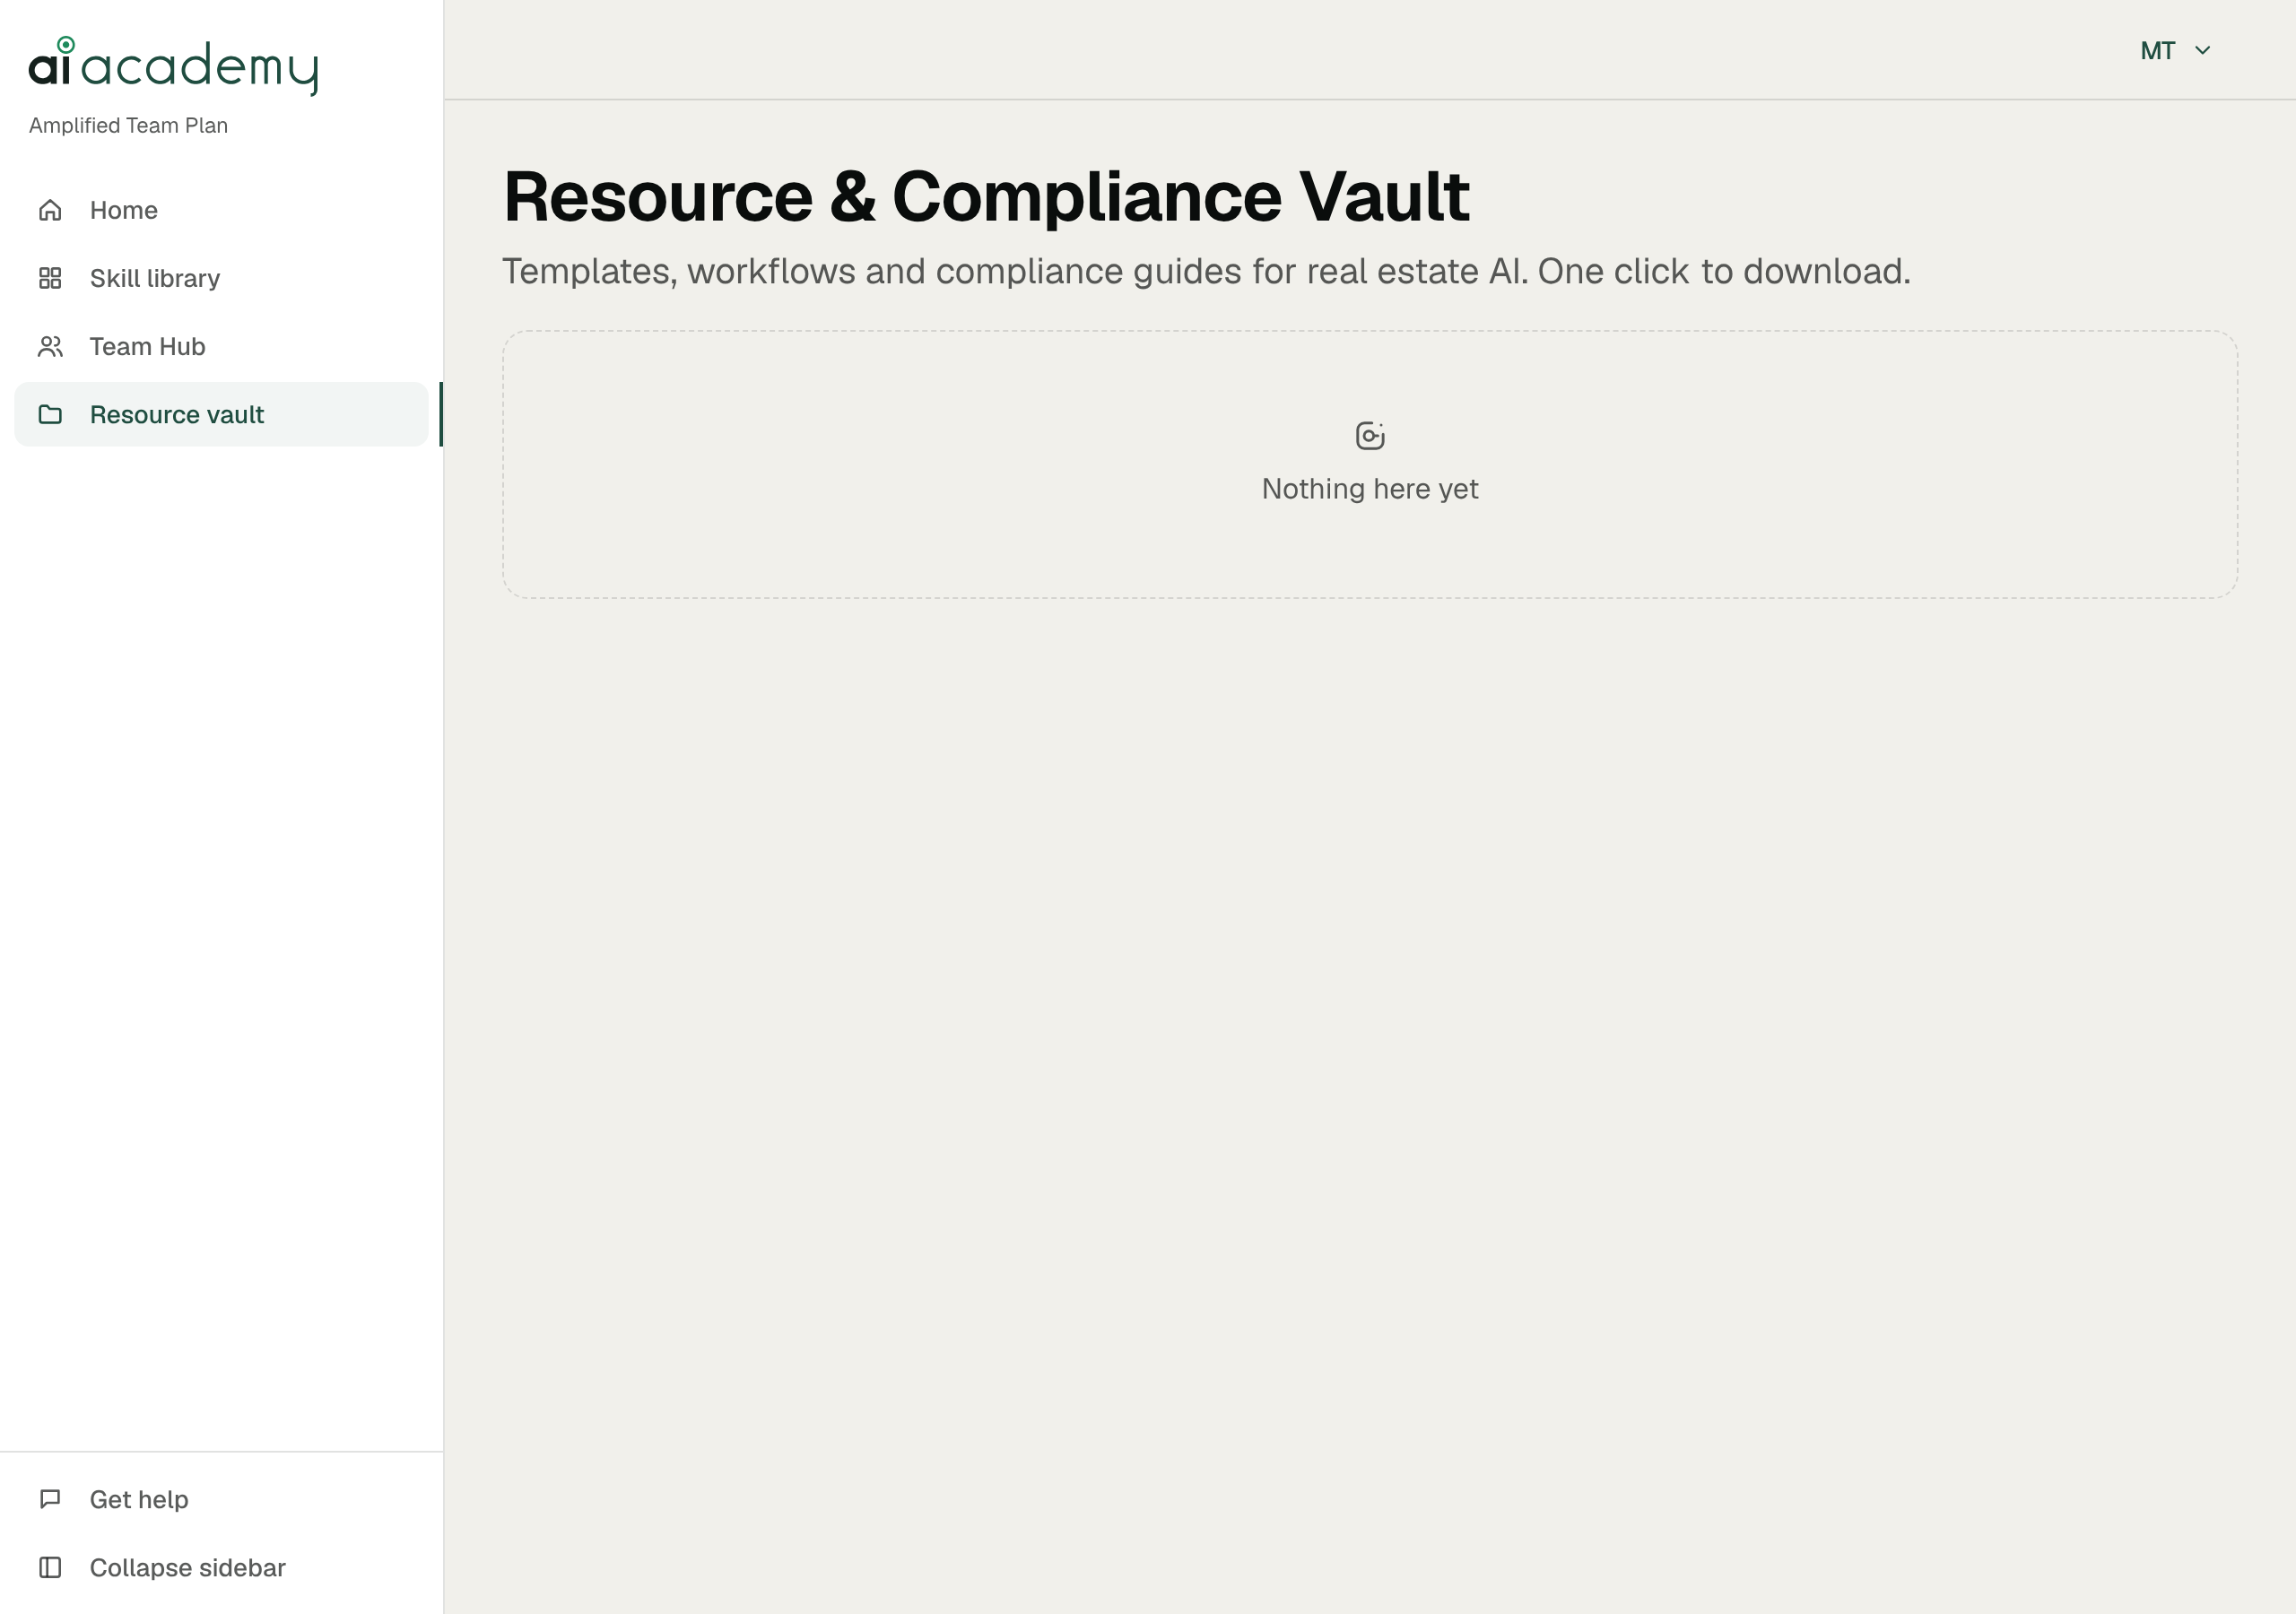 ai academy
Amplified Team Plan
Home
Skill library
Team Hub
Resource vault
Get help
Collapse sidebar
MT
Resource & Compliance Vault
Templates, workflows and compliance guides for real estate AI. One click to download.
Nothing here yet